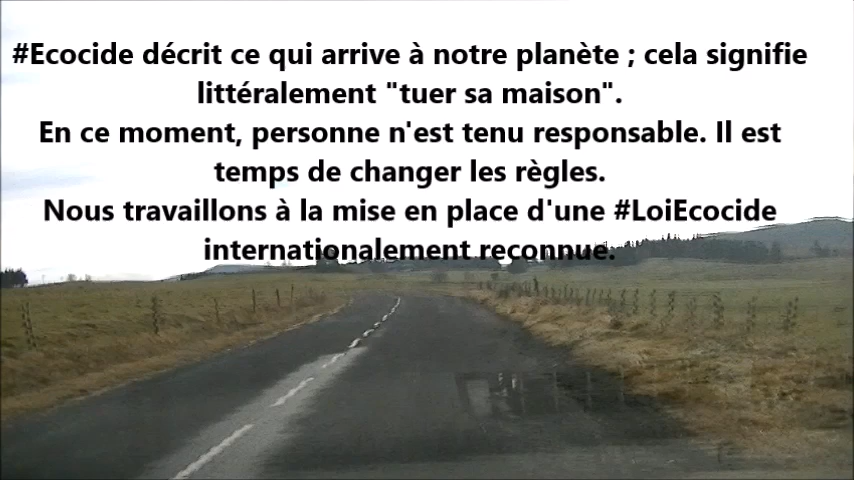 #Ecocide décrit ce qui arrive à notre planète ; cela signifie
littéralement "tuer sa maison".
En ce moment, personne n'est tenu responsable. Il est
temps de changer les règles.
Nous travaillons à la mise en place d'une #LoiEcocide
internationalement reconnue.